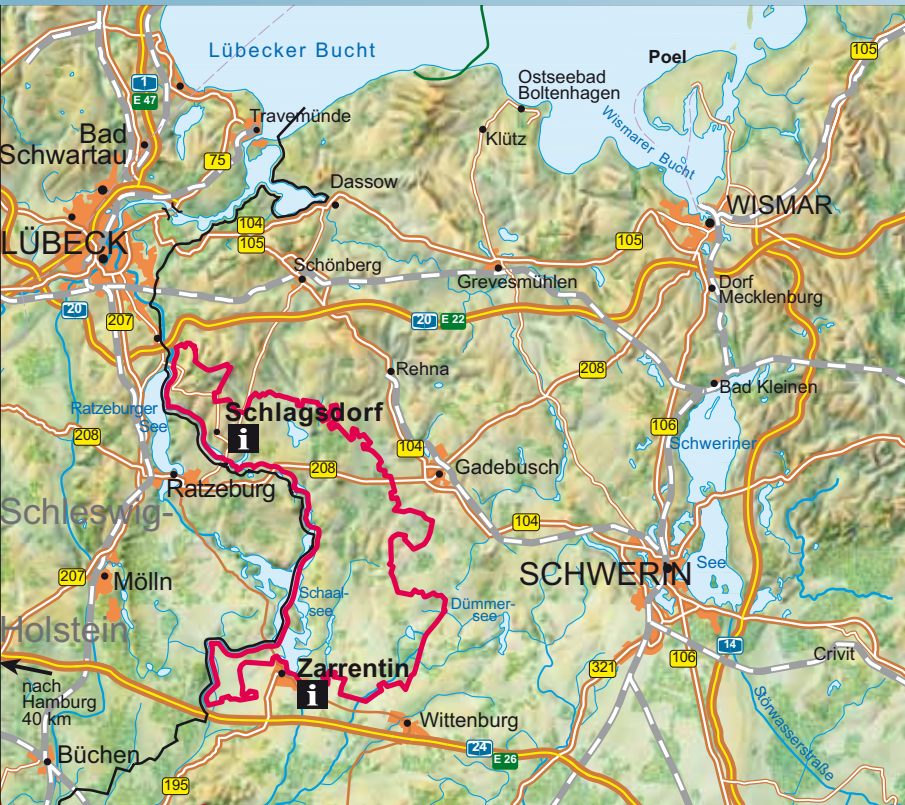 Lübecker Bucht
Poel
105
1
E 47
Ostseebad
Boltenhagen
Travemünde
Wismarer Bucht
Bad
Schwartau
Klütz
75
Dassow
WISMAR
104
105
LÜBECK
105
Schönberg
Grevesmühlen
Dorf
Mecklenburg
20
207
20
E 22
Rehna
208
Bad Kleinen
Ratzeburger
See
Schlagsdorf
i
208
106
Schweriner
104
208
Gadebusch
Ratzeburg
Schleswig-
104
SCHWERIN
See
207
Mölln
Schaal-
see
Dümmer-
see
Holstein
14
Crivit
Zarrentin
i
321
106
nach
Hamburg
40 km
Wittenburg
Störwasserstraße
24
E 26
Büchen
195